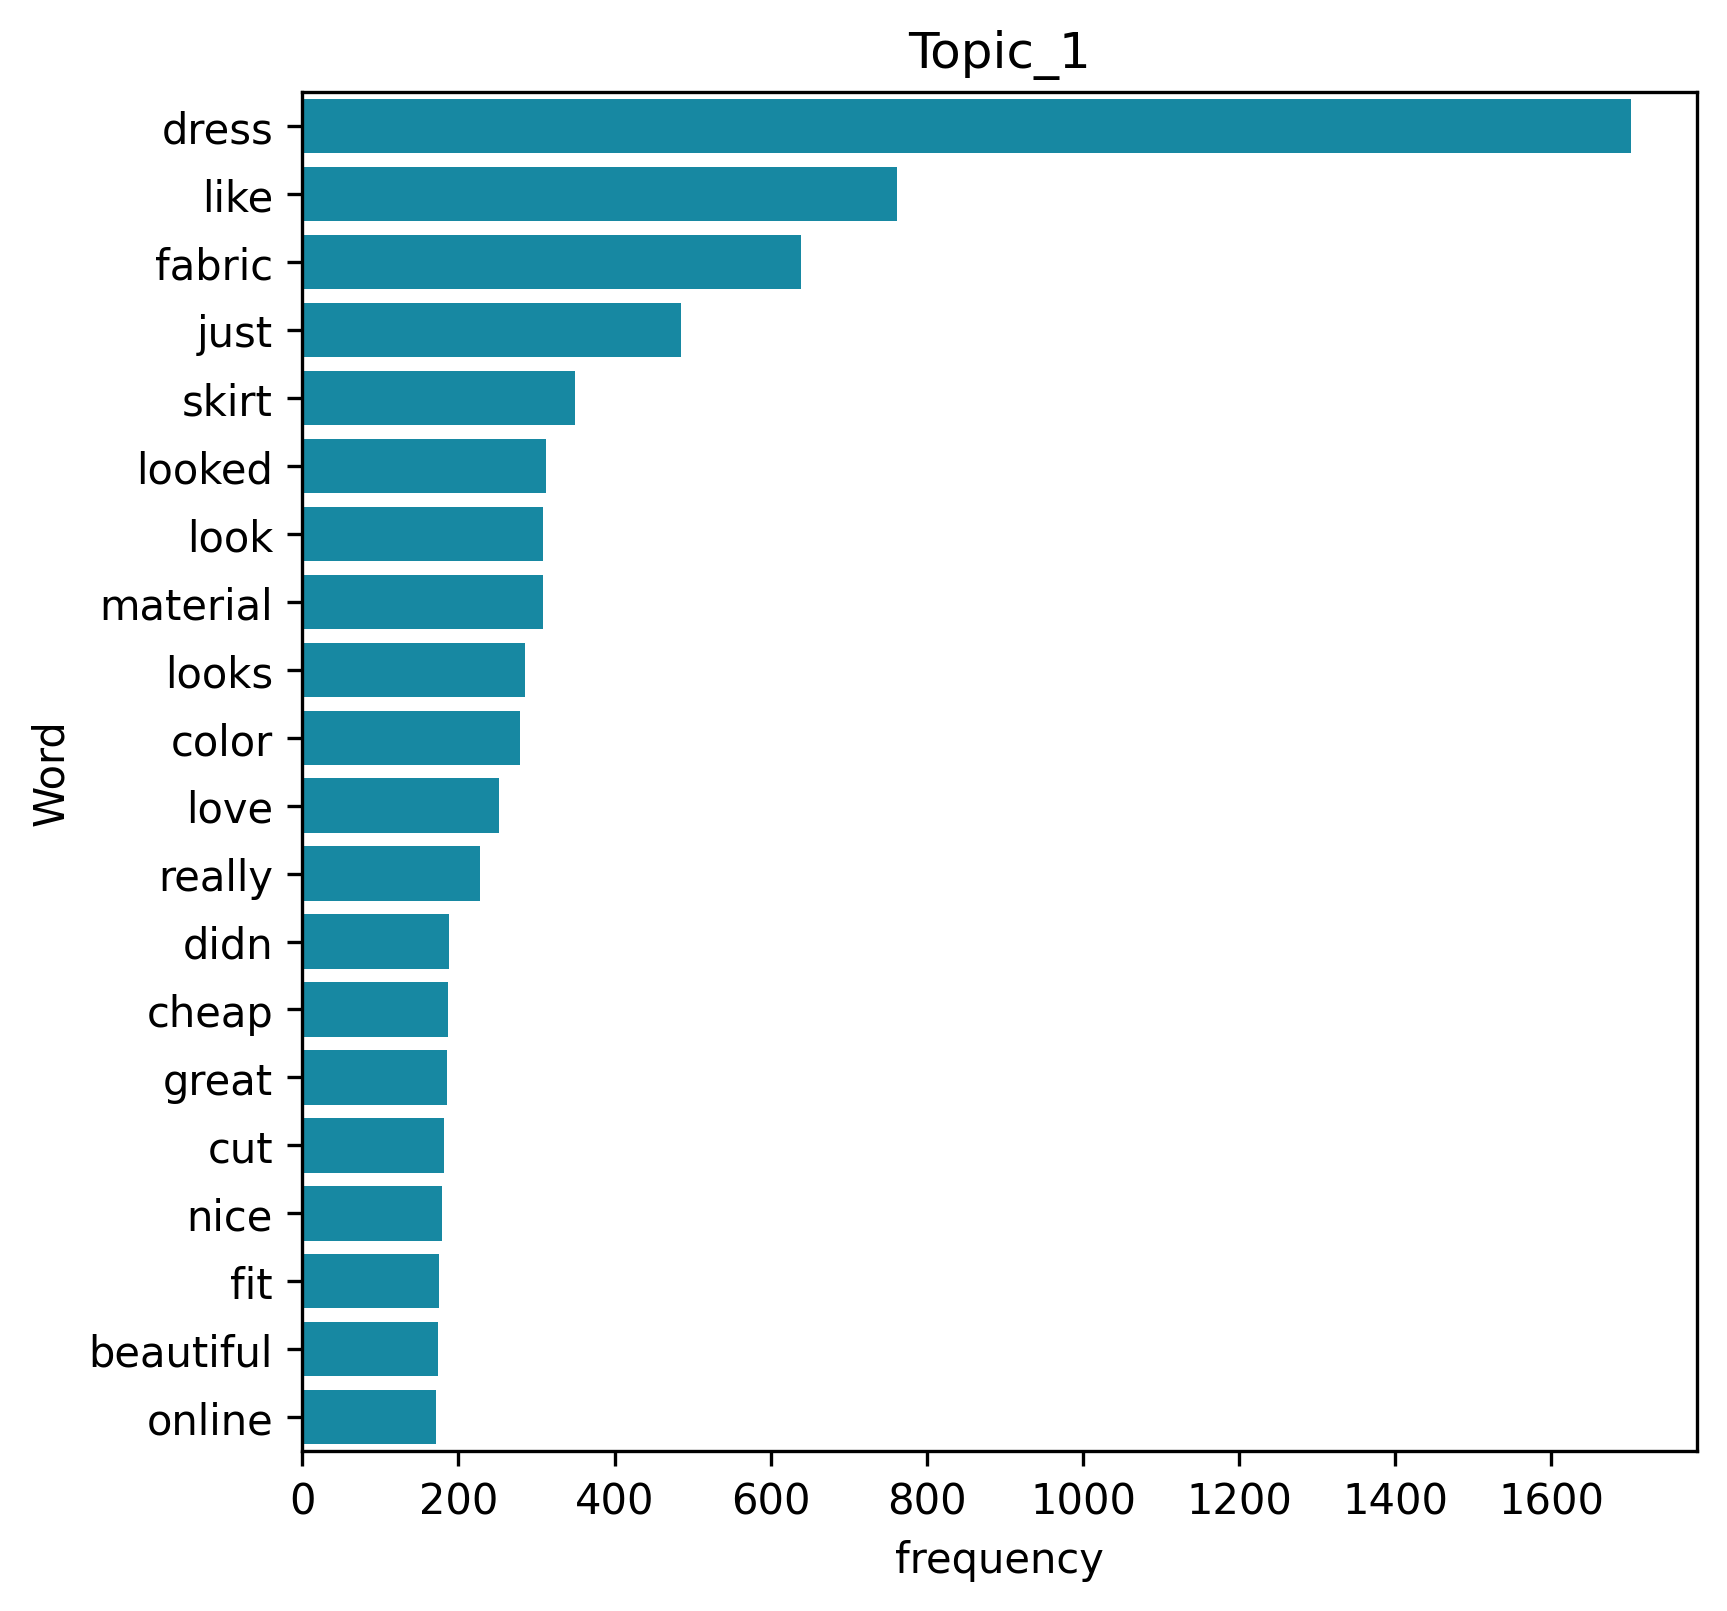 Topic_1
dress
like
fabric
just
skirt
looked
look
material
looks
color
love
really
didn
cheap
great
cut
nice
fit
beautiful
online
Word
0 200 400 600 800 1000 1200 1400 1600
frequency